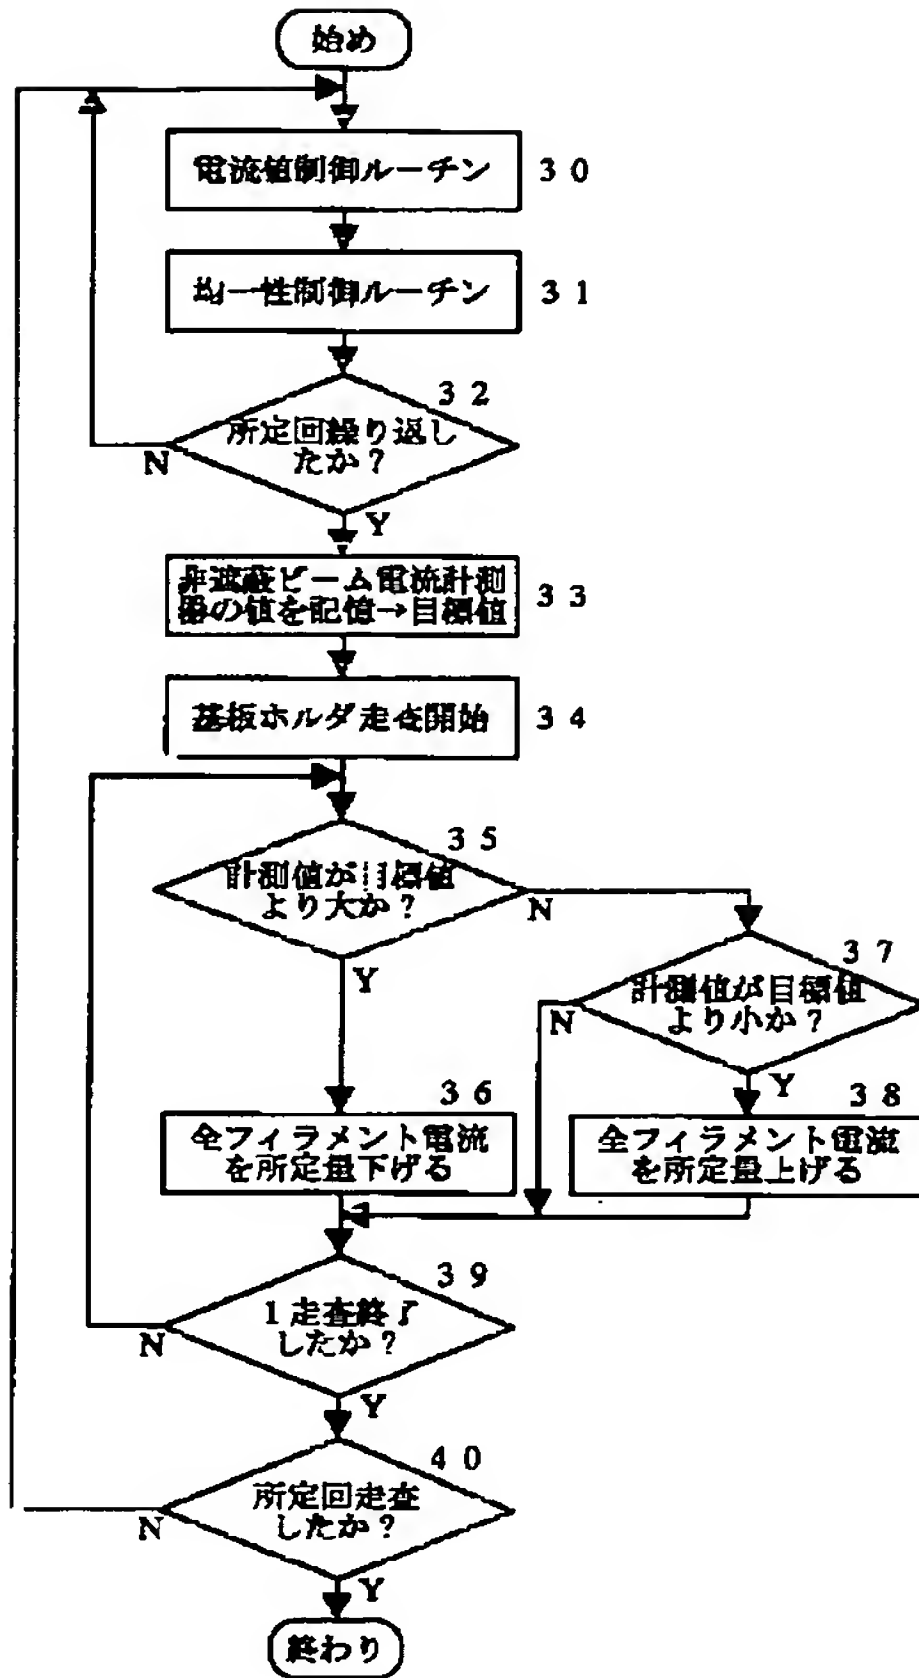 始め
電流値制御ルーチン
30
均一性制御ルーチン
31
32
所定回繰り返し
たか？
N
Y
非遮蔽ビーム電流計測
器の値を記憶→目標値
33
基板ホルダ走査開始
34
35
計測値が目標値
より大か？
N
Y
37
計測値が目標値
より小か？
N
Y
36
全フィラメント電流
を所定量下げる
38
全フィラメント電流
を所定量上げる
39
1走査終了
したか？
N
Y
40
所定回走査
したか？
N
Y
終わり